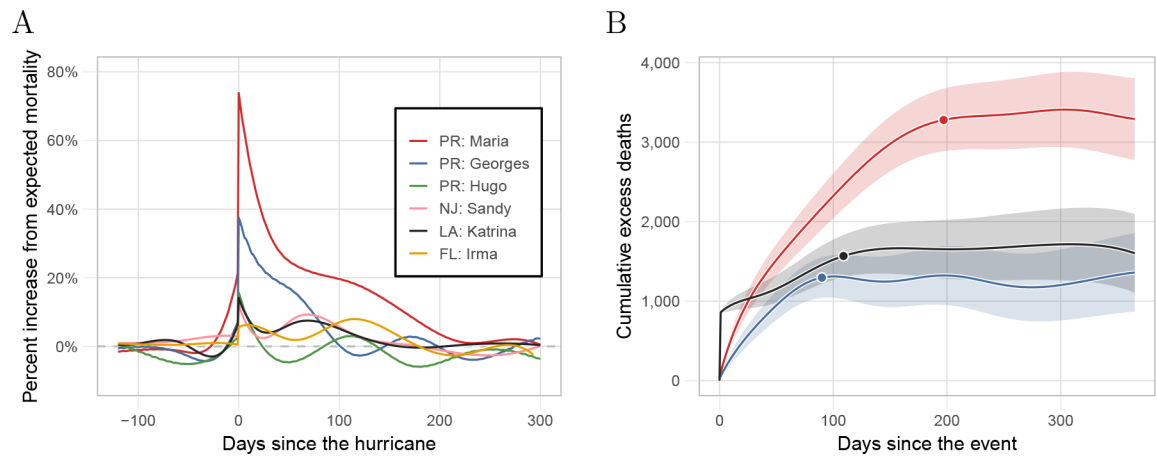 A
Percent increase from expected mortality
80%
60%
40%
20%
0%
−100
0
100
200
300
Days since the hurricane
PR: Maria
PR: Georges
PR: Hugo
NJ: Sandy
LA: Katrina
FL: Irma
B
Cumulative excess deaths
4,000
3,000
2,000
1,000
0
0
100
200
300
Days since the event